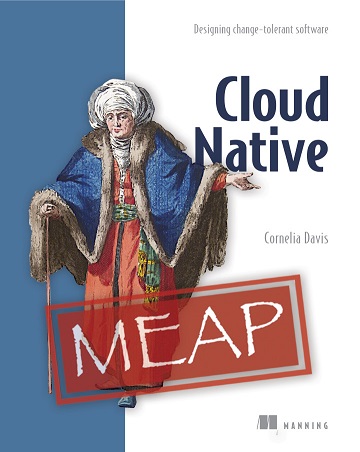 Designing change-tolerant software
Cloud
Native
Cornelia Davis
MEAP
MANNING